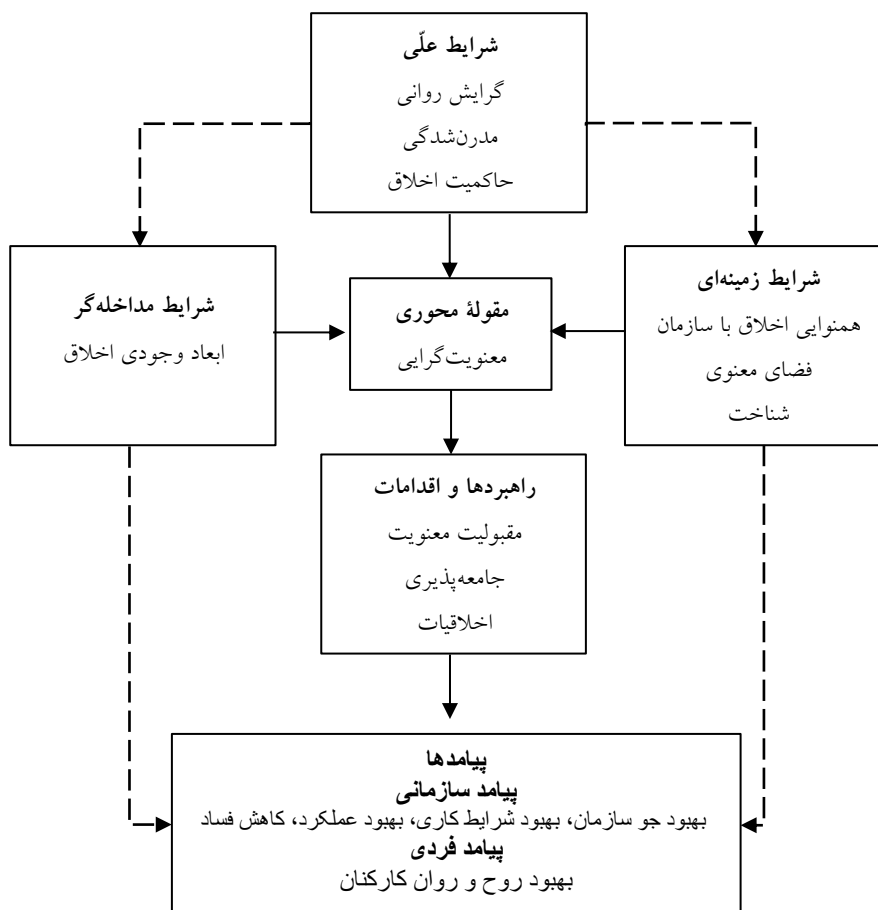 شرایط علّی
گرایش روانی
مدرن‌شدگی
حاکمیت اخلاق
شرایط زمینه‌ای
همنوایی اخلاق با سازمان
فضای معنوی
شناخت
مقولۀ محوری
معنویت‌گرایی
شرایط مداخله‌گر
ابعاد وجودی اخلاق
راهبردها و اقدامات
مقبولیت معنویت
جامعه‌پذیری
اخلاقیات
پیامدها
پیامد سازمانی
بهبود جو سازمان، بهبود شرایط کاری، بهبود عملکرد، کاهش فساد
پیامد فردی
بهبود روح و روان کارکنان